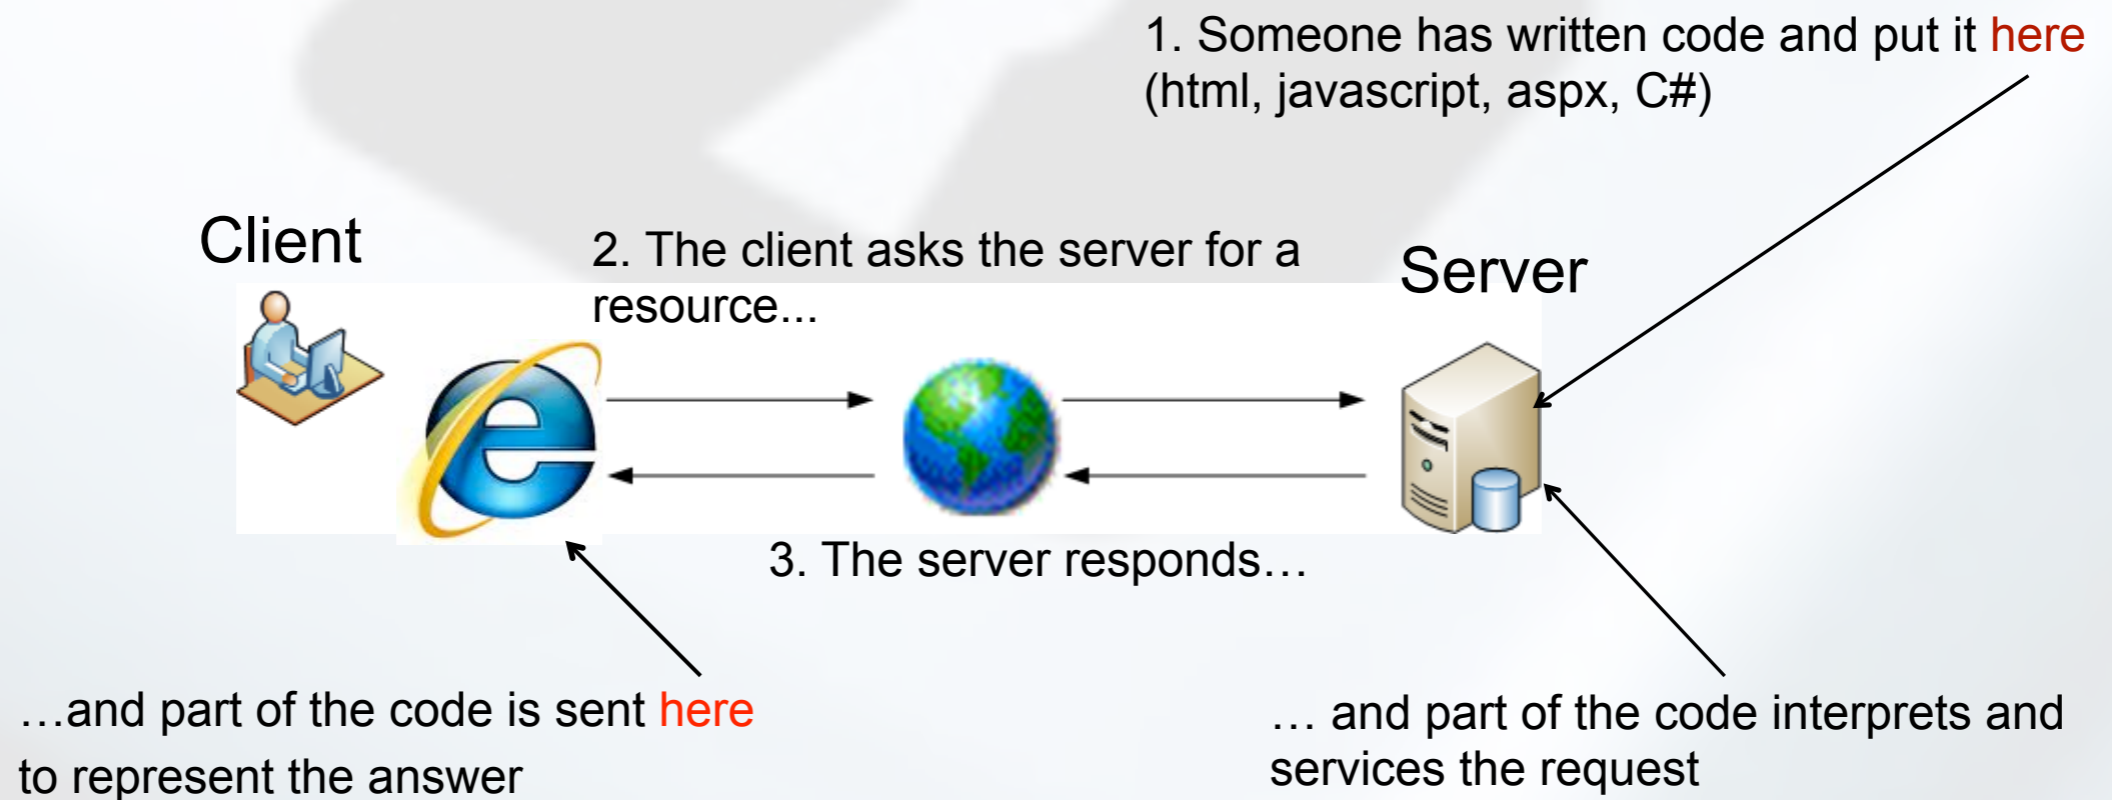 1. Someone has written code and put it here
(html, javascript, aspx, C#)
Client
2. The client asks the server for a
resource...
Server
3. The server responds…
…and part of the code is sent here
to represent the answer
… and part of the code interprets and
services the request